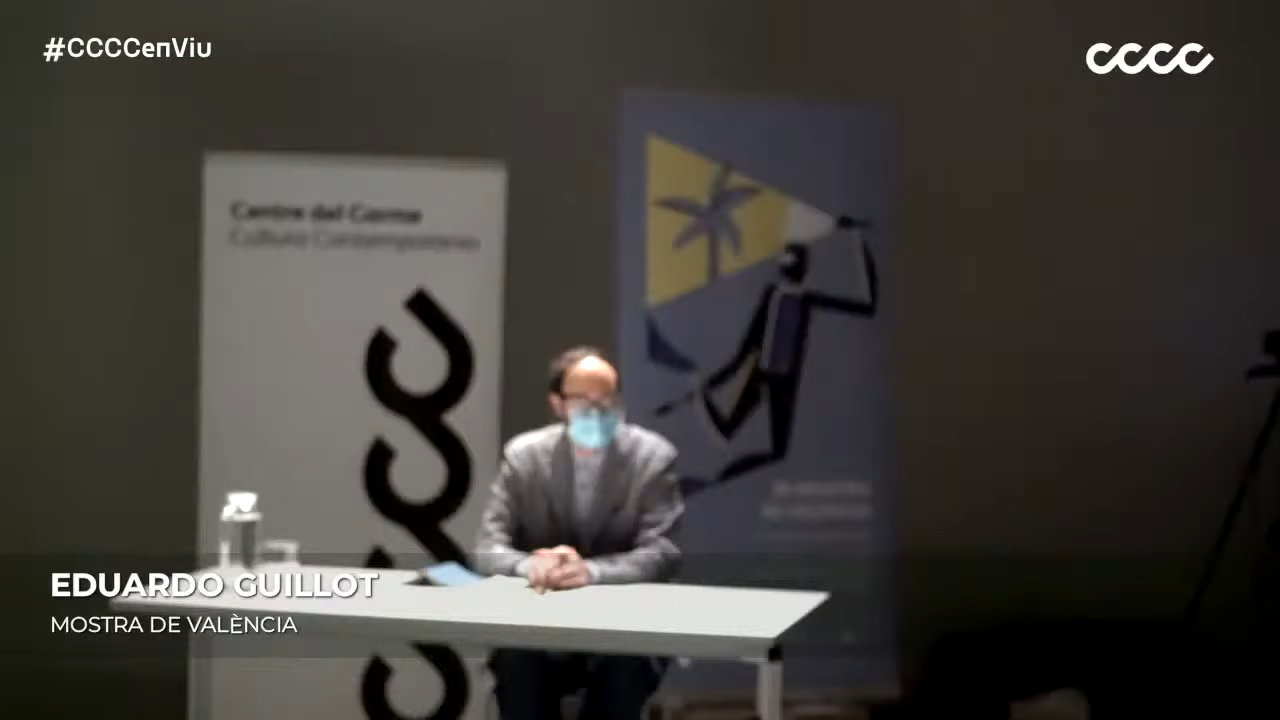 #CCCCenViu
cccc
Centre del Carme
Cultura Contemporània
EDUARDO GUILLOT
MOSTRA DE VALÈNCIA